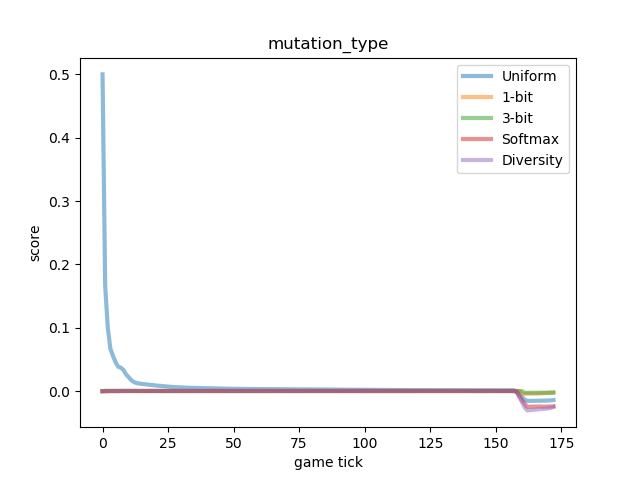 mutation_type
score
0.5
0.4
0.3
0.2
0.1
0.0
Uniform
1-bit
3-bit
Softmax
Diversity
0 25 50 75 100 125 150 175
game tick